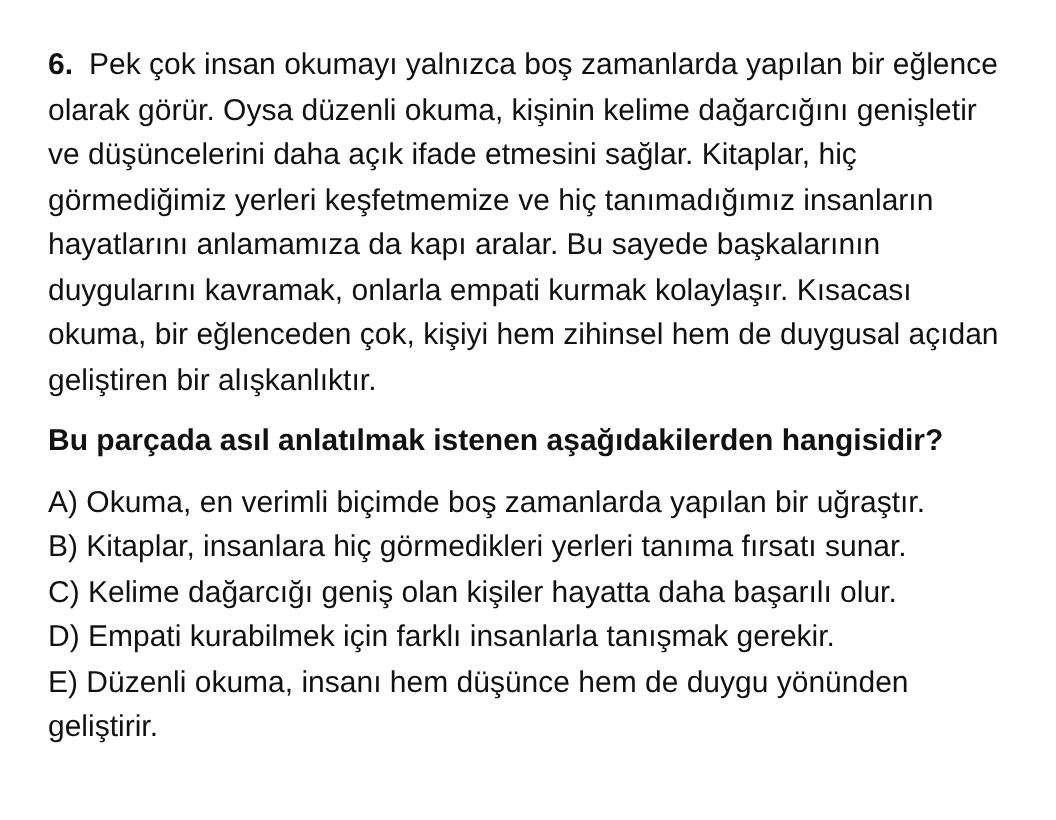 6. Pek çok insan okumayı yalnızca boş zamanlarda yapılan bir eğlence
olarak görür. Oysa düzenli okuma, kişinin kelime dağarcığını genişletir
ve düşüncelerini daha açık ifade etmesini sağlar. Kitaplar, hiç
görmediğimiz yerleri keşfetmemize ve hiç tanımadığımız insanların
hayatlarını anlamamıza da kapı aralar. Bu sayede başkalarının
duygularını kavramak, onlarla empati kurmak kolaylaşır. Kısacası
okuma, bir eğlenceden çok, kişiyi hem zihinsel hem de duygusal açıdan
geliştiren bir alışkanlıktır.
Bu parçada asıl anlatılmak istenen aşağıdakilerden hangisidir?
A) Okuma, en verimli biçimde boş zamanlarda yapılan bir uğraştır.
B) Kitaplar, insanlara hiç görmedikleri yerleri tanıma fırsatı sunar.
C) Kelime dağarcığı geniş olan kişiler hayatta daha başarılı olur.
D) Empati kurabilmek için farklı insanlarla tanışmak gerekir.
E) Düzenli okuma, insanı hem düşünce hem de duygu yönünden
geliştirir.